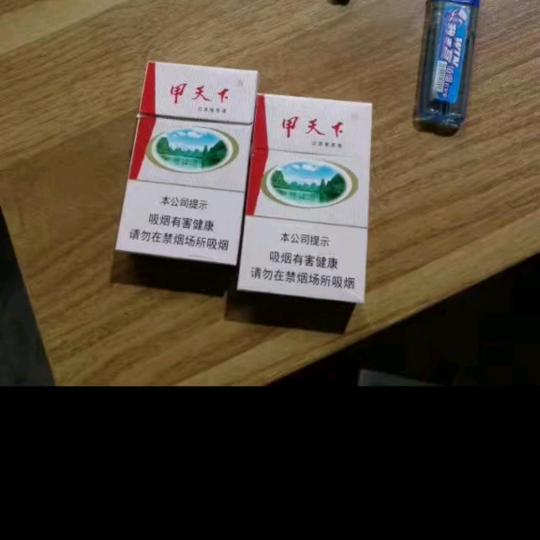 甲天下
本公司提示
吸烟有害健康
请勿在禁烟场所吸烟
甲天下
本公司提示
吸烟有害健康
请勿在禁烟场所吸烟